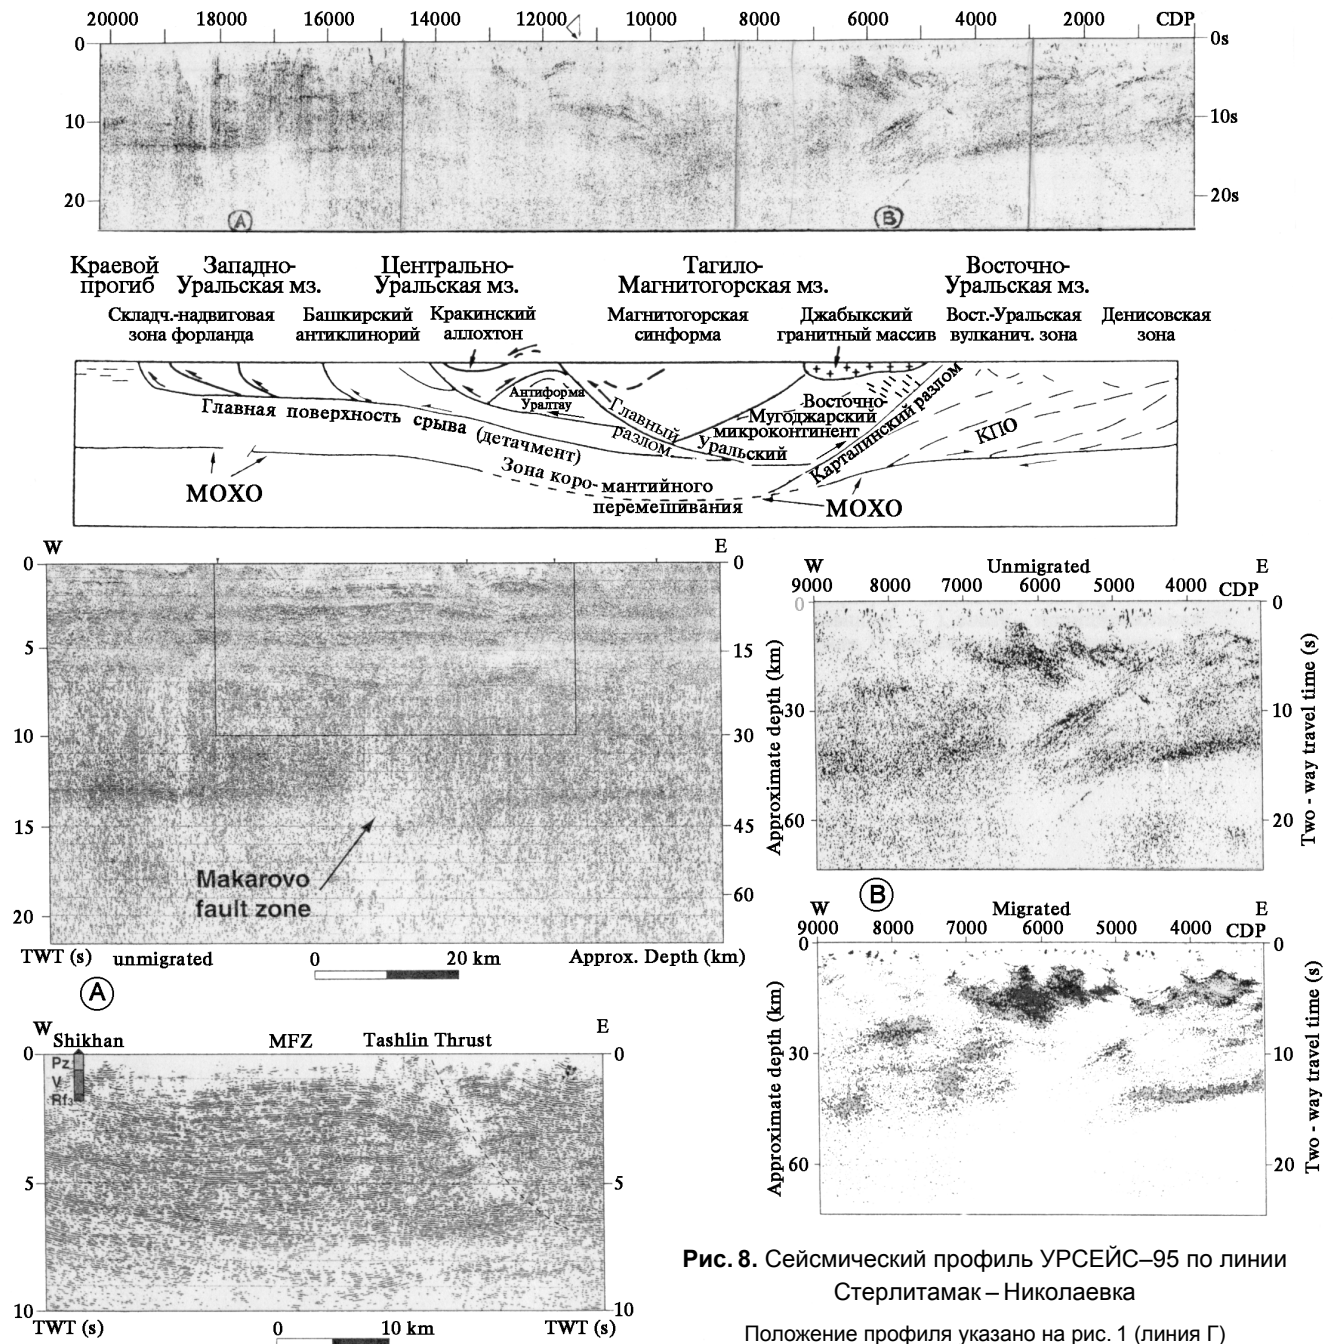 20000 18000 16000 14000 12000 10000 8000 6000 4000 2000 CDP
0 0s
10 10s
20 20s
A B
Краевой прогиб
Западно-Уральская мз.
Центрально-Уральская мз.
Тагило-Магнитогорская мз.
Восточно-Уральская мз.
Складч.-надвиговая зона форланда
Башкирский антиклинорий
Кракинский аллохтон
Магнитогорская синформа
Джабыкский гранитный массив
Вост.-Уральская вулканич. зона
Денисовская зона
Главная поверхность срыва (детачмент)
Антиформа Уралтау
Главный Уральский разлом
Восточно-Мугоджарский микроконтинент
Карталинский разлом
КПО
Зона коро-мантийного перемешивания
МОХО
МОХО
W E
0 0
5 15
10 30
15 45
20 60
Makarovo
fault zone
TWT (s) unmigrated 0 20 km Approx. Depth (km)
A
W E
Shikhan MFZ Tashlin Thrust
0 0
Pz
V
Rf₃
5 5
10 10
TWT (s) 0 10 km TWT (s)
W Unmigrated E
9000 8000 7000 6000 5000 4000 CDP
0 0
30 10
60 20
Approximate depth (km)
Two - way travel time (s)
B
W Migrated E
9000 8000 7000 6000 5000 4000 CDP
0 0
30 10
60 20
Approximate depth (km)
Two - way travel time (s)
Рис. 8. Сейсмический профиль УРСЕЙС–95 по линии
Стерлитамак – Николаевка
Положение профиля указано на рис. 1 (линия Г)